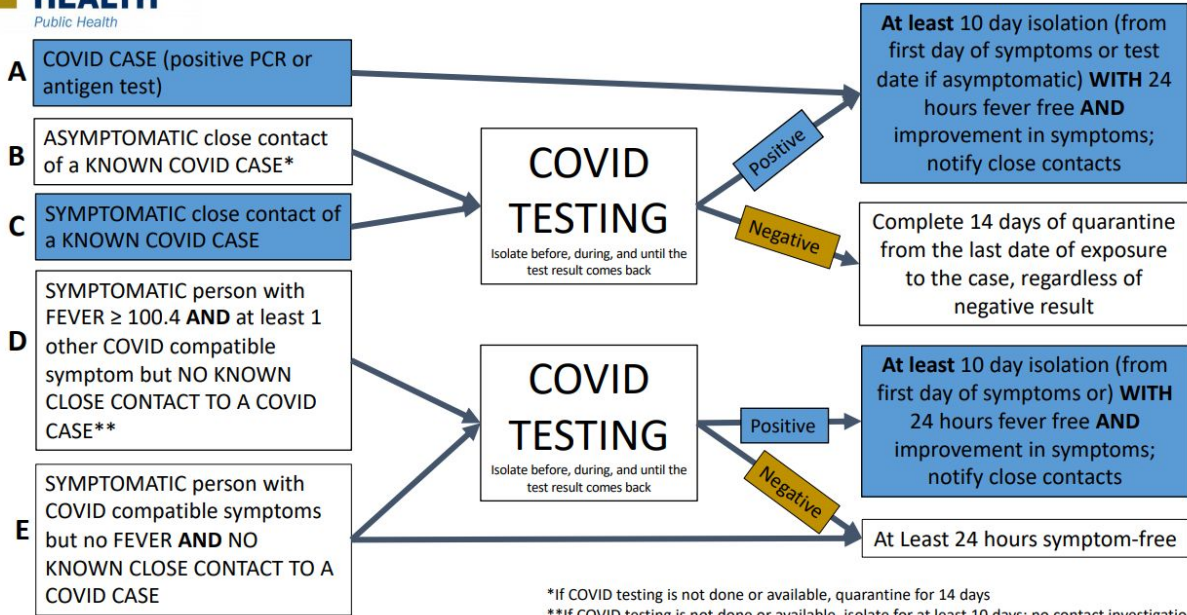 HEALTH
Public Health
A
COVID CASE (positive PCR or
antigen test)
B
ASYMPTOMATIC close contact
of a KNOWN COVID CASE*
C
SYMPTOMATIC close contact of
a KNOWN COVID CASE
D
SYMPTOMATIC person with
FEVER ≥ 100.4 AND at least 1
other COVID compatible
symptom but NO KNOWN
CLOSE CONTACT TO A COVID
CASE**
E
SYMPTOMATIC person with
COVID compatible symptoms
but no FEVER AND NO
KNOWN CLOSE CONTACT TO A
COVID CASE
COVID
TESTING
Isolate before, during, and until the
test result comes back
Positive
Negative
At least 10 day isolation (from
first day of symptoms or test
date if asymptomatic) WITH 24
hours fever free AND
improvement in symptoms;
notify close contacts
Complete 14 days of quarantine
from the last date of exposure
to the case, regardless of
negative result
COVID
TESTING
Isolate before, during, and until the
test result comes back
Positive
Negative
At least 10 day isolation (from
first day of symptoms or) WITH
24 hours fever free AND
improvement in symptoms;
notify close contacts
At Least 24 hours symptom-free
*If COVID testing is not done or available, quarantine for 14 days
**If COVID testing is not done or available, isolate for at least 10 days; no contact